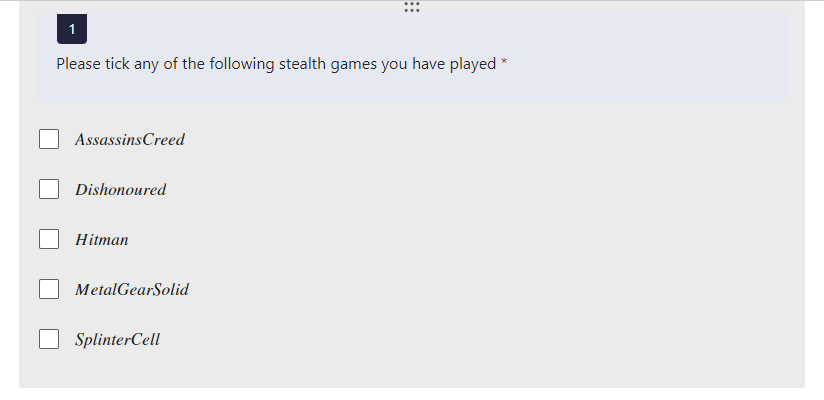 1
Please tick any of the following stealth games you have played *
AssassinsCreed
Dishonoured
Hitman
MetalGearSolid
SplinterCell